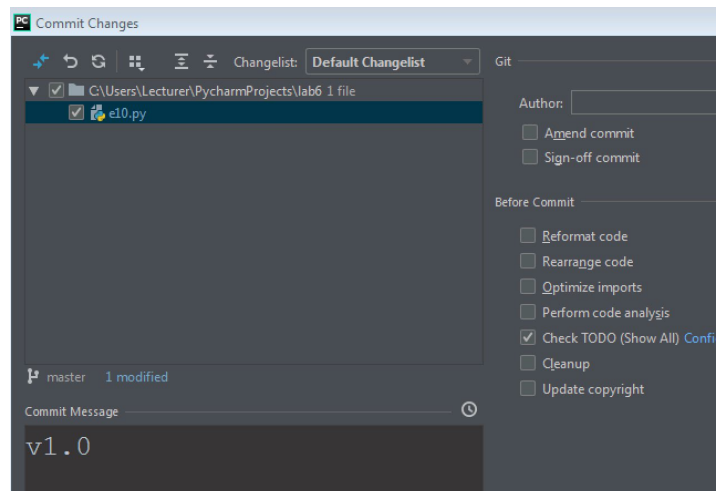 PC Commit Changes
Changelist: Default Changelist
C:\Users\Lecturer\PycharmProjects\lab6 1 file
e10.py
master 1 modified
Commit Message
v1.0
Git
Author:
Amend commit
Sign-off commit
Before Commit
Reformat code
Rearrange code
Optimize imports
Perform code analysis
Check TODO (Show All) Confi
Cleanup
Update copyright